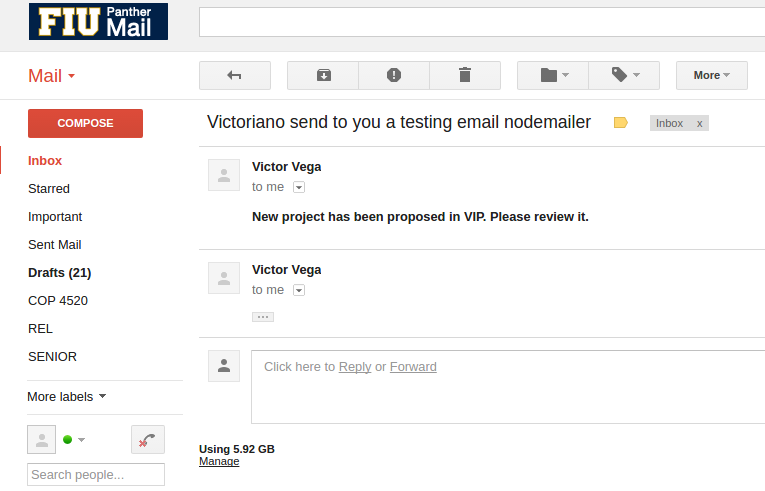 FIU Panther Mail
Mail
More
COMPOSE
Victoriano send to you a testing email nodemailer
Inbox x
Inbox
Starred
Important
Sent Mail
Drafts (21)
COP 4520
REL
SENIOR
More labels
Search people...
Victor Vega
to me
New project has been proposed in VIP. Please review it.
Victor Vega
to me
...
Click here to Reply or Forward
Using 5.92 GB
Manage